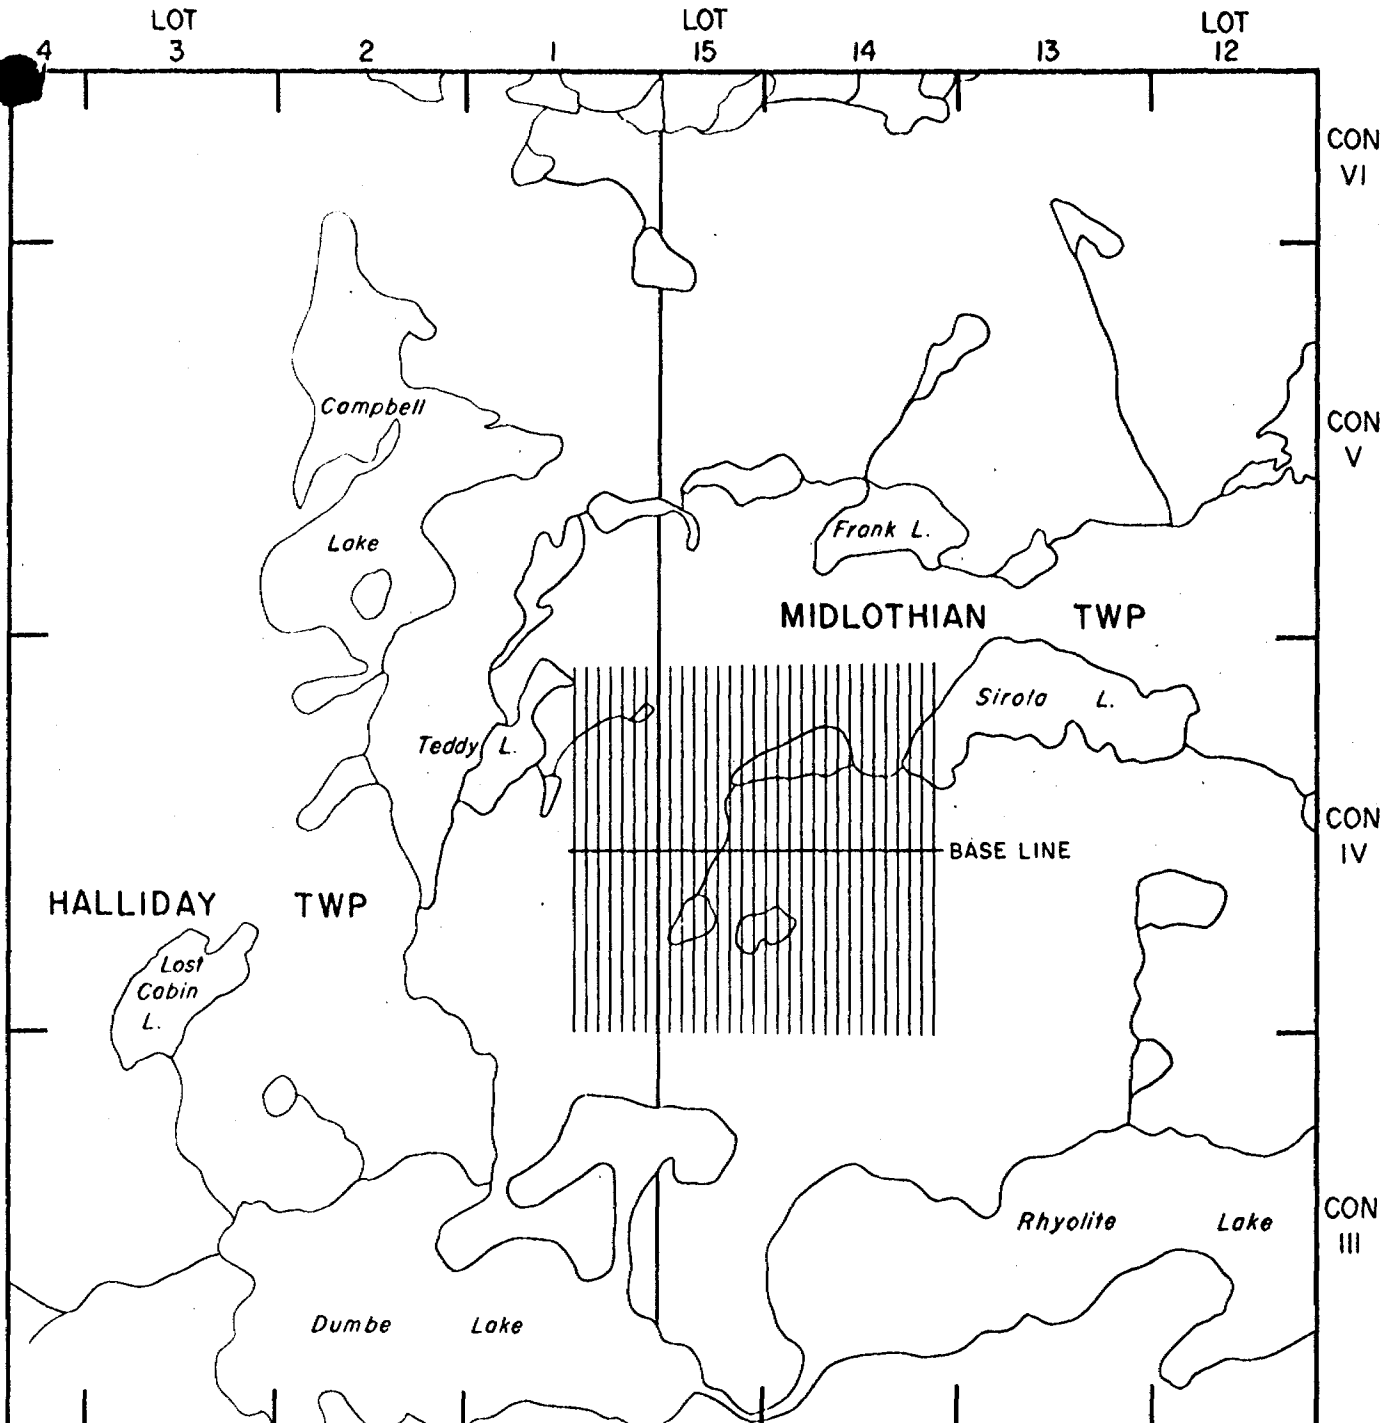 LOT LOT LOT
4 3 2 1 15 14 13 12
CON
VI
Campbell
CON
V
Lake
Frank L.
MIDLOTHIAN TWP
Sirola L.
Teddy L.
CON
IV
BASE LINE
HALLIDAY TWP
Lost
Cabin
L.
Rhyolite Lake
CON
III
Dumbe Lake